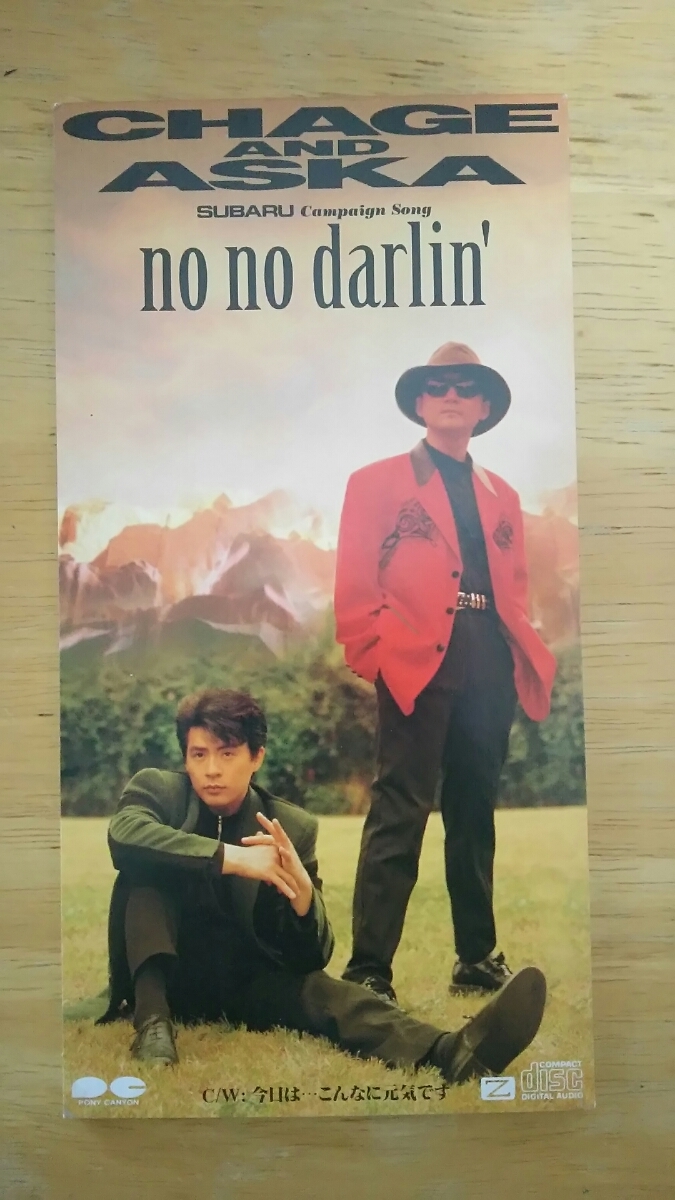 CHAGE
AND
ASKA
SUBARU Campaign Song
no no darlin'
C/W: 今日は…こんなに元気です
PONY CANYON
Z
COMPACT
disc
DIGITAL AUDIO